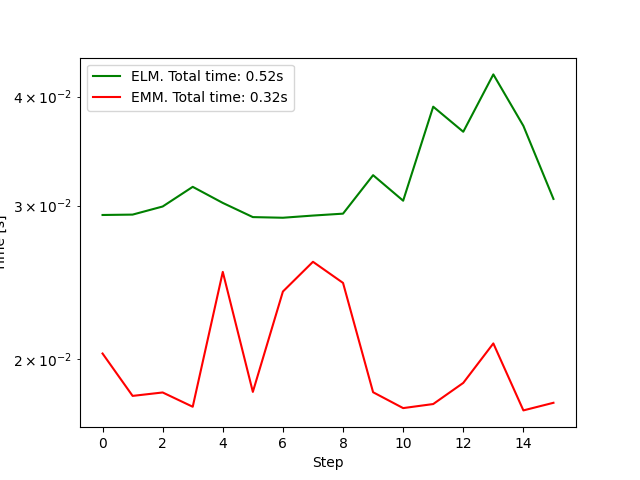 ELM. Total time: 0.52s
EMM. Total time: 0.32s
4 × 10⁻²
3 × 10⁻²
2 × 10⁻²
[s]
0 2 4 6 8 10 12 14
Step